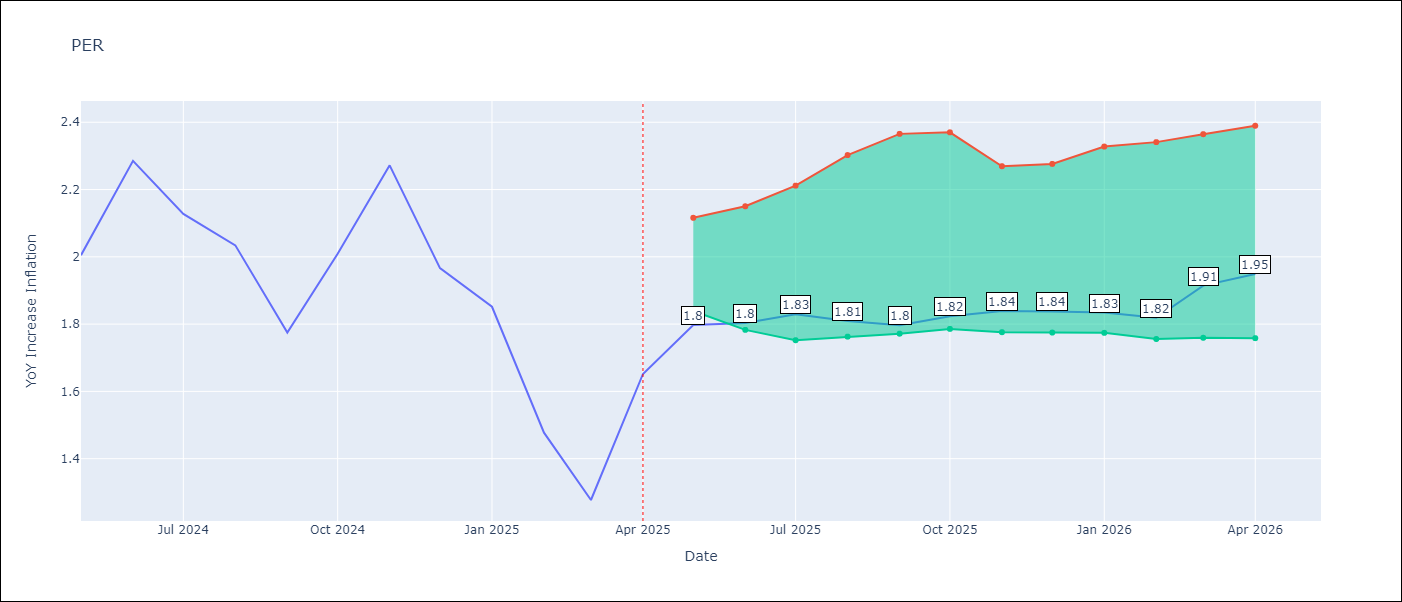 PER
2.4
2.2
2
1.8
1.6
1.4
YoY Increase Inflation
1.8
1.8
1.83
1.81
1.8
1.82
1.84
1.84
1.83
1.82
1.91
1.95
Jul 2024
Oct 2024
Jan 2025
Apr 2025
Jul 2025
Oct 2025
Jan 2026
Apr 2026
Date